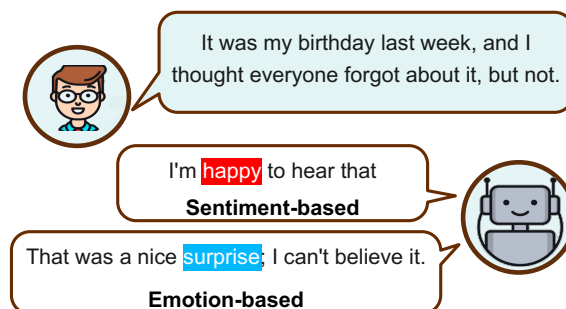 It was my birthday last week, and I
thought everyone forgot about it, but not.
I'm happy to hear that
Sentiment-based
That was a nice surprise; I can't believe it.
Emotion-based